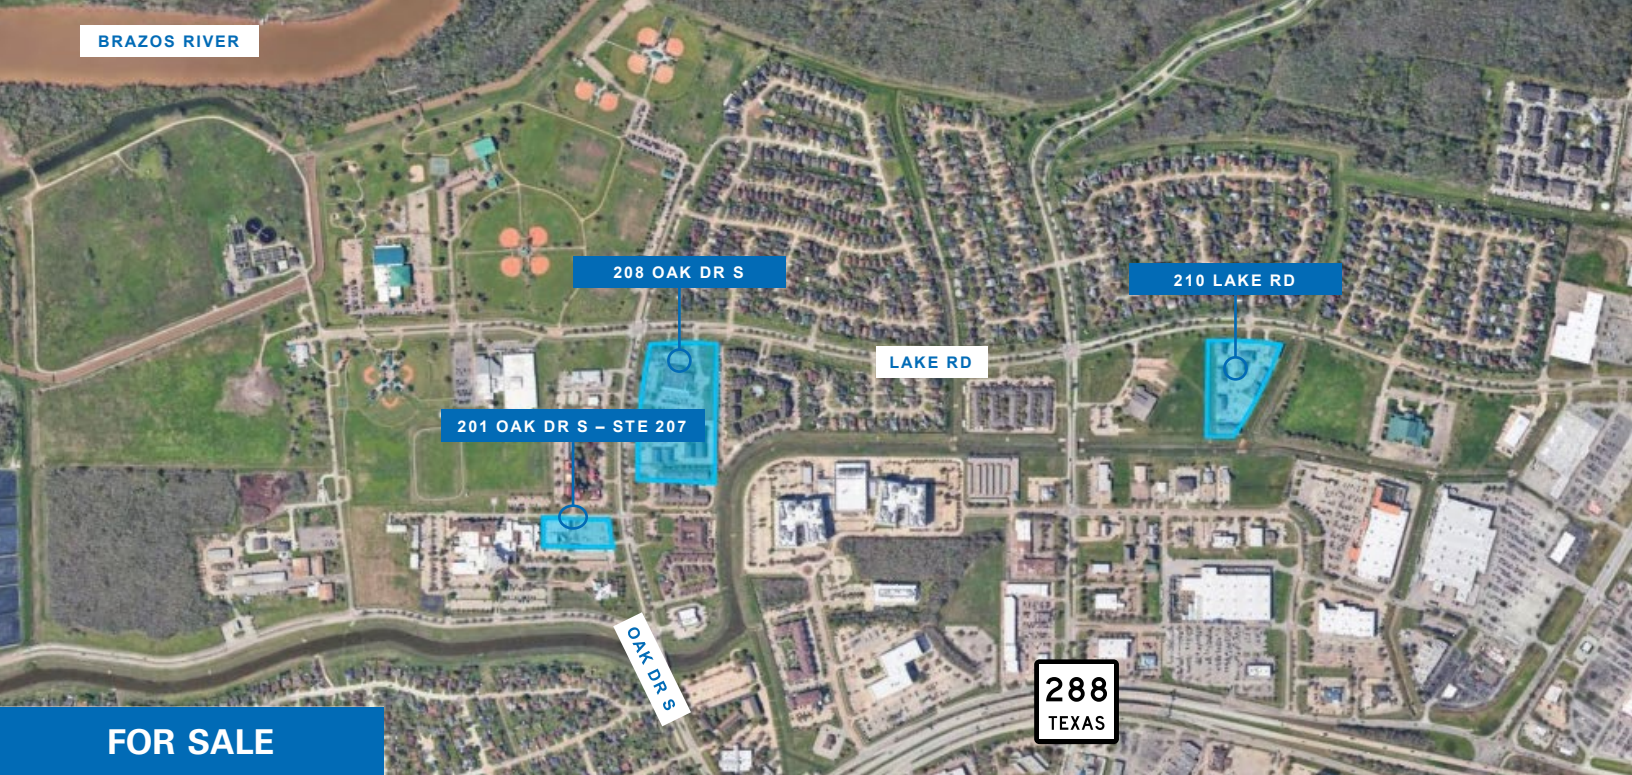 BRAZOS RIVER
208 OAK DR S
210 LAKE RD
LAKE RD
201 OAK DR S – STE 207
OAK DR S
288
TEXAS
FOR SALE